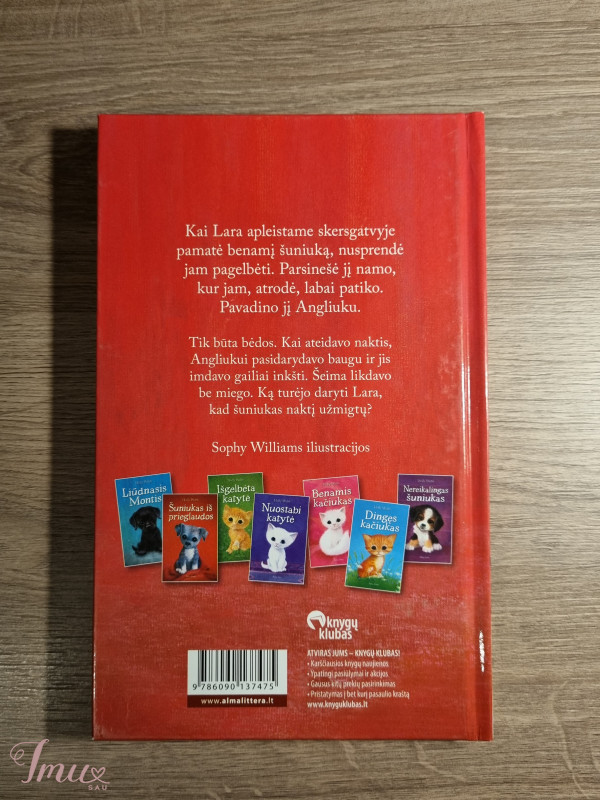 Kai Lara apleistame skersgatvyje
pamatė benamį šuniuką, nusprendė
jam pagelbėti. Parsinešė jį namo,
kur jam, atrodė, labai patiko.
Pavadino jį Angliuku.
Tik būta bėdos. Kai ateidavo naktis,
Angliukui pasidarydavo baugu ir jis
imdavo gailiai inkšti. Šeima likdavo
be miego. Ką turėjo daryti Lara,
kad šuniukas naktį užmigtų?
Sophy Williams iliustracijos
Liūdnasis
Montis
Šuniukas iš
prieglaudos
Išgelbėta
katytė
Nuostabi
katytė
Benamis
kačiukas
Dingęs
kačiukas
Nereikalingas
šuniukas
knygų
klubas
ATVIRAS JUMS – KNYGŲ KLUBAS!
• Karščiausios knygų naujienos
• Ypatingi pasiūlymai ir akcijos
• Gausus kitų prekių pasirinkimas
• Pristatymas į bet kurį pasaulio kraštą
www.knyguklubas.lt
9 786090 137475
www.almalittera.lt
Imu
SAU